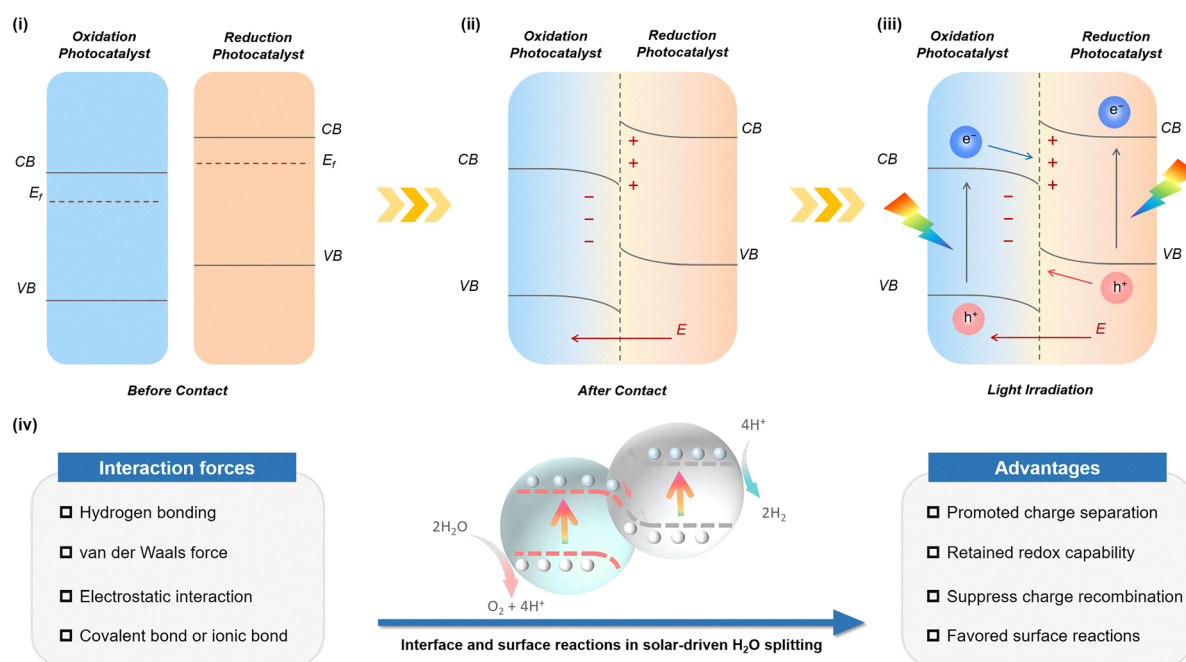 (i)
Oxidation
Photocatalyst
Reduction
Photocatalyst
CB
E_f
VB
CB
E_f
VB
Before Contact
(ii)
Oxidation
Photocatalyst
Reduction
Photocatalyst
CB
VB
CB
VB
+
+
+
−
−
−
E
After Contact
(iii)
Oxidation
Photocatalyst
Reduction
Photocatalyst
CB
VB
CB
VB
e⁻
e⁻
+
+
+
−
−
−
h⁺
h⁺
E
Light Irradiation
(iv)
Interaction forces
Hydrogen bonding
van der Waals force
Electrostatic interaction
Covalent bond or ionic bond
2H₂O
O₂ + 4H⁺
4H⁺
2H₂
Interface and surface reactions in solar-driven H₂O splitting
Advantages
Promoted charge separation
Retained redox capability
Suppress charge recombination
Favored surface reactions